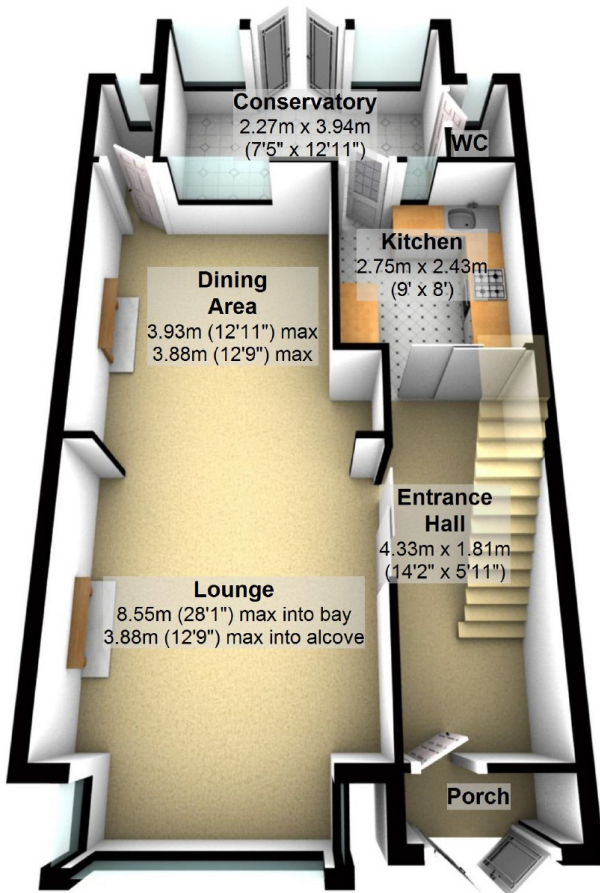 Conservatory
2.27m x 3.94m
(7'5" x 12'11")
WC
Kitchen
2.75m x 2.43m
(9' x 8')
Dining
Area
3.93m (12'11") max
3.88m (12'9") max
Entrance
Hall
4.33m x 1.81m
(14'2" x 5'11")
Lounge
8.55m (28'1") max into bay
3.88m (12'9") max into alcove
Porch